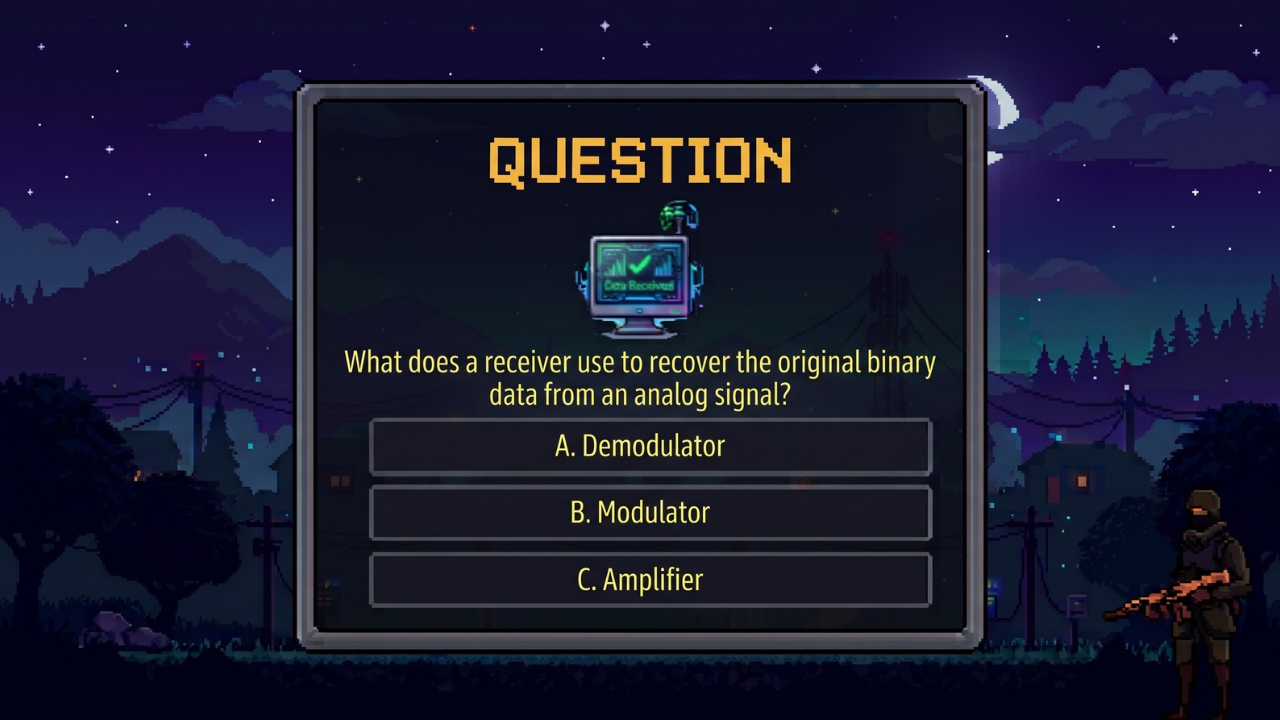 QUESTION
Data Received
What does a receiver use to recover the original binary
data from an analog signal?
A. Demodulator
B. Modulator
C. Amplifier